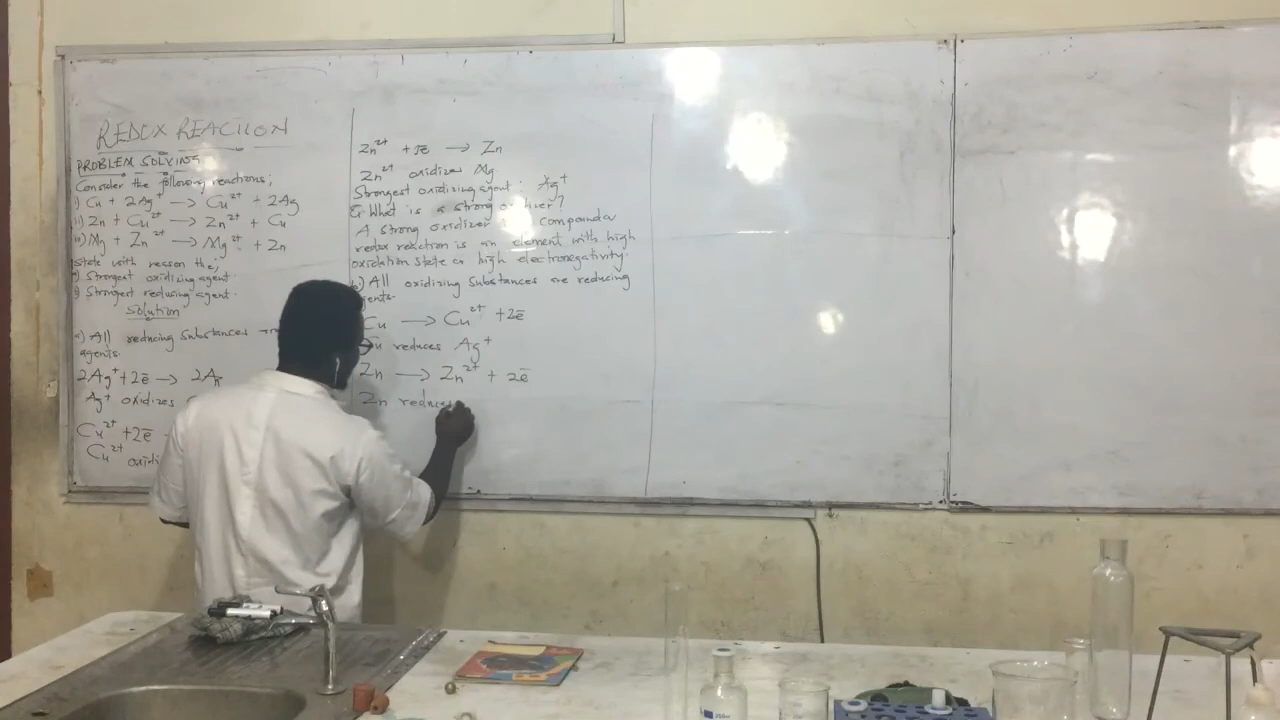 REDOX REACTION
PROBLEM SOLVING
Consider the following reactions;
i) Cu + 2Ag⁺ → Cu²⁺ + 2Ag
ii) Zn + Cu²⁺ → Zn²⁺ + Cu
iii) Mg + Zn²⁺ → Mg²⁺ + Zn
State with reason the,
a) Strongest oxidizing agent
b) Strongest reducing agent.
Solution
a) All reducing substances
agents.
2Ag⁺ + 2e̅ → 2Ag
Ag⁺ oxidizes
Cu²⁺ + 2e̅
Cu²⁺
Zn²⁺ + 2e̅ → Zn
Zn²⁺ oxidizes Mg
Strongest oxidizing agent: Ag⁺
Q. What is a strong oxidizer?
A strong oxidizer compounds
redox reaction is an element with high
oxidation state or high electronegativity.
b) All oxidizing substances are reducing
agents.
Cu → Cu²⁺ + 2e̅
Cu reduces Ag⁺
Zn → Zn²⁺ + 2e̅
Zn reduces